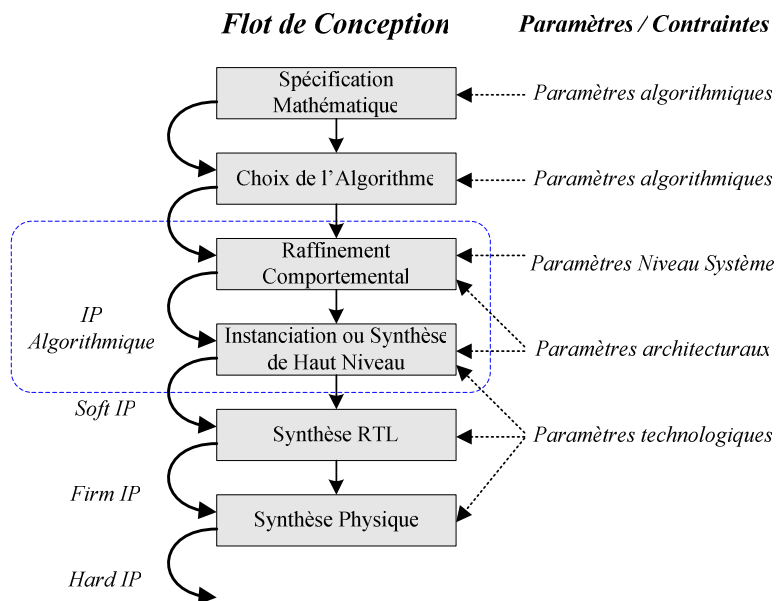 Flot de Conception
Paramètres / Contraintes
Spécification
Mathématique
Paramètres algorithmiques
Choix de l'Algorithme
Paramètres algorithmiques
Raffinement
Comportemental
Paramètres Niveau Système
IP
Algorithmique
Instanciation ou Synthèse
de Haut Niveau
Paramètres architecturaux
Soft IP
Synthèse RTL
Paramètres technologiques
Firm IP
Synthèse Physique
Hard IP